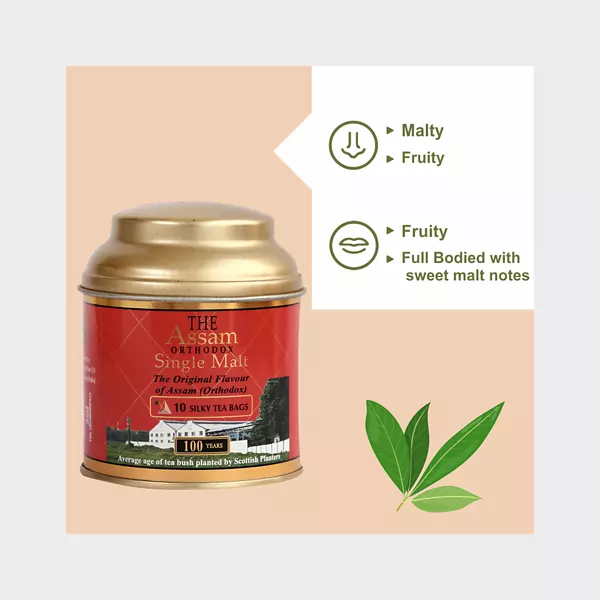 Malty
Fruity
Fruity
Full Bodied with
sweet malt notes
THE
Assam
ORTHODOX
Single Malt
The Original Flavour
of Assam (Orthodox)
10 SILKY TEA BAGS
100 YEARS
Average age of tea bush planted by Scottish Planters